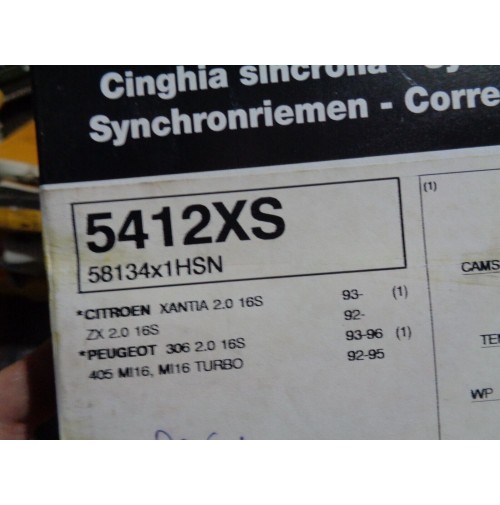 Cinghia sincrona -
Synchronriemen - Corre
5412XS
58134x1HSN
*CITROEN XANTIA 2.0 16S 93- (1)
ZX 2.0 16S 92-
*PEUGEOT 306 2.0 16S 93-96 (1)
405 MI16, MI16 TURBO 92-95
(1)
CAMS
TE
WP